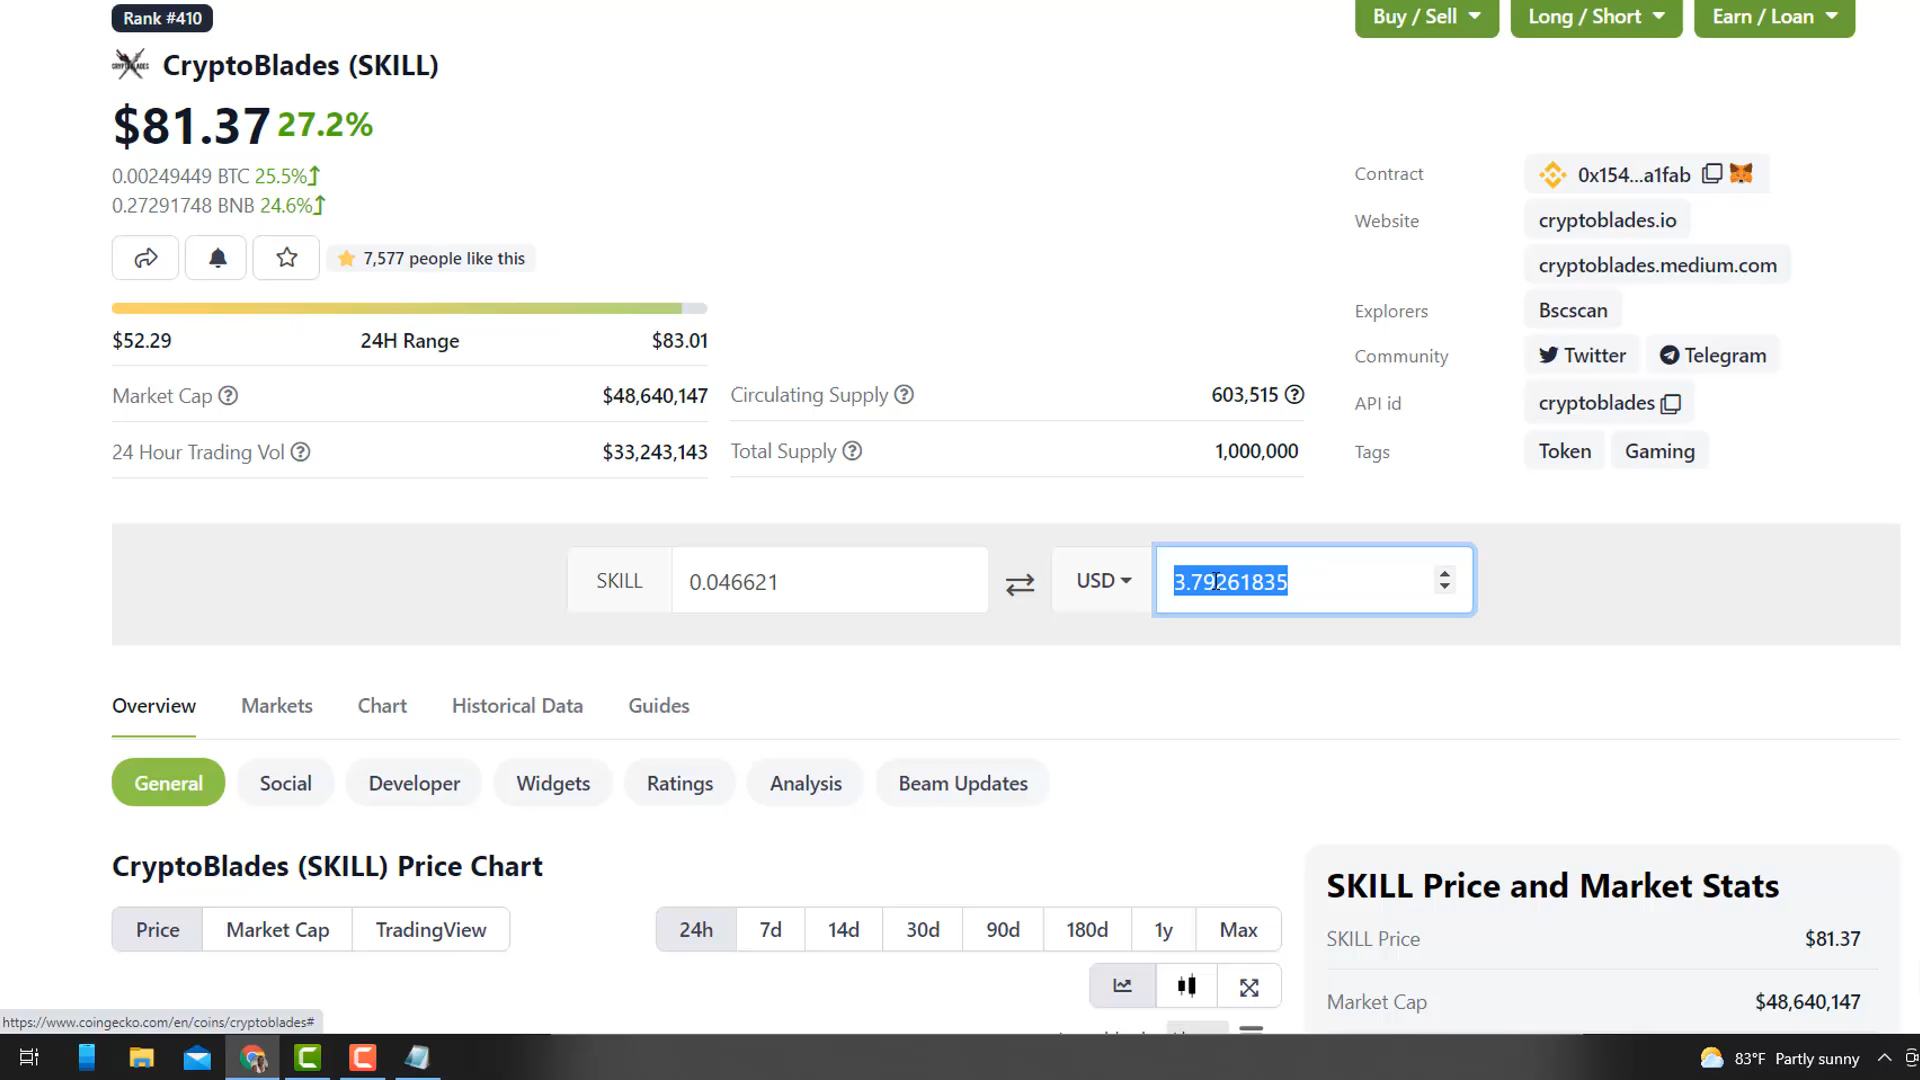 Rank #410
Buy / Sell
Long / Short
Earn / Loan
CryptoBlades (SKILL)
$81.37 27.2%
0.00249449 BTC 25.5%
0.27291748 BNB 24.6%
7,577 people like this
$52.29 24H Range $83.01
Market Cap $48,640,147
24 Hour Trading Vol $33,243,143
Circulating Supply 603,515
Total Supply 1,000,000
Contract 0x154...a1fab
Website cryptoblades.io
cryptoblades.medium.com
Explorers Bscscan
Community Twitter Telegram
API id cryptoblades
Tags Token Gaming
SKILL 0.046621 USD 3.79261835
Overview Markets Chart Historical Data Guides
General Social Developer Widgets Ratings Analysis Beam Updates
CryptoBlades (SKILL) Price Chart
Price Market Cap TradingView
24h 7d 14d 30d 90d 180d 1y Max
SKILL Price and Market Stats
SKILL Price $81.37
Market Cap $48,640,147
https://www.coingecko.com/en/coins/cryptoblades#
83°F Partly sunny